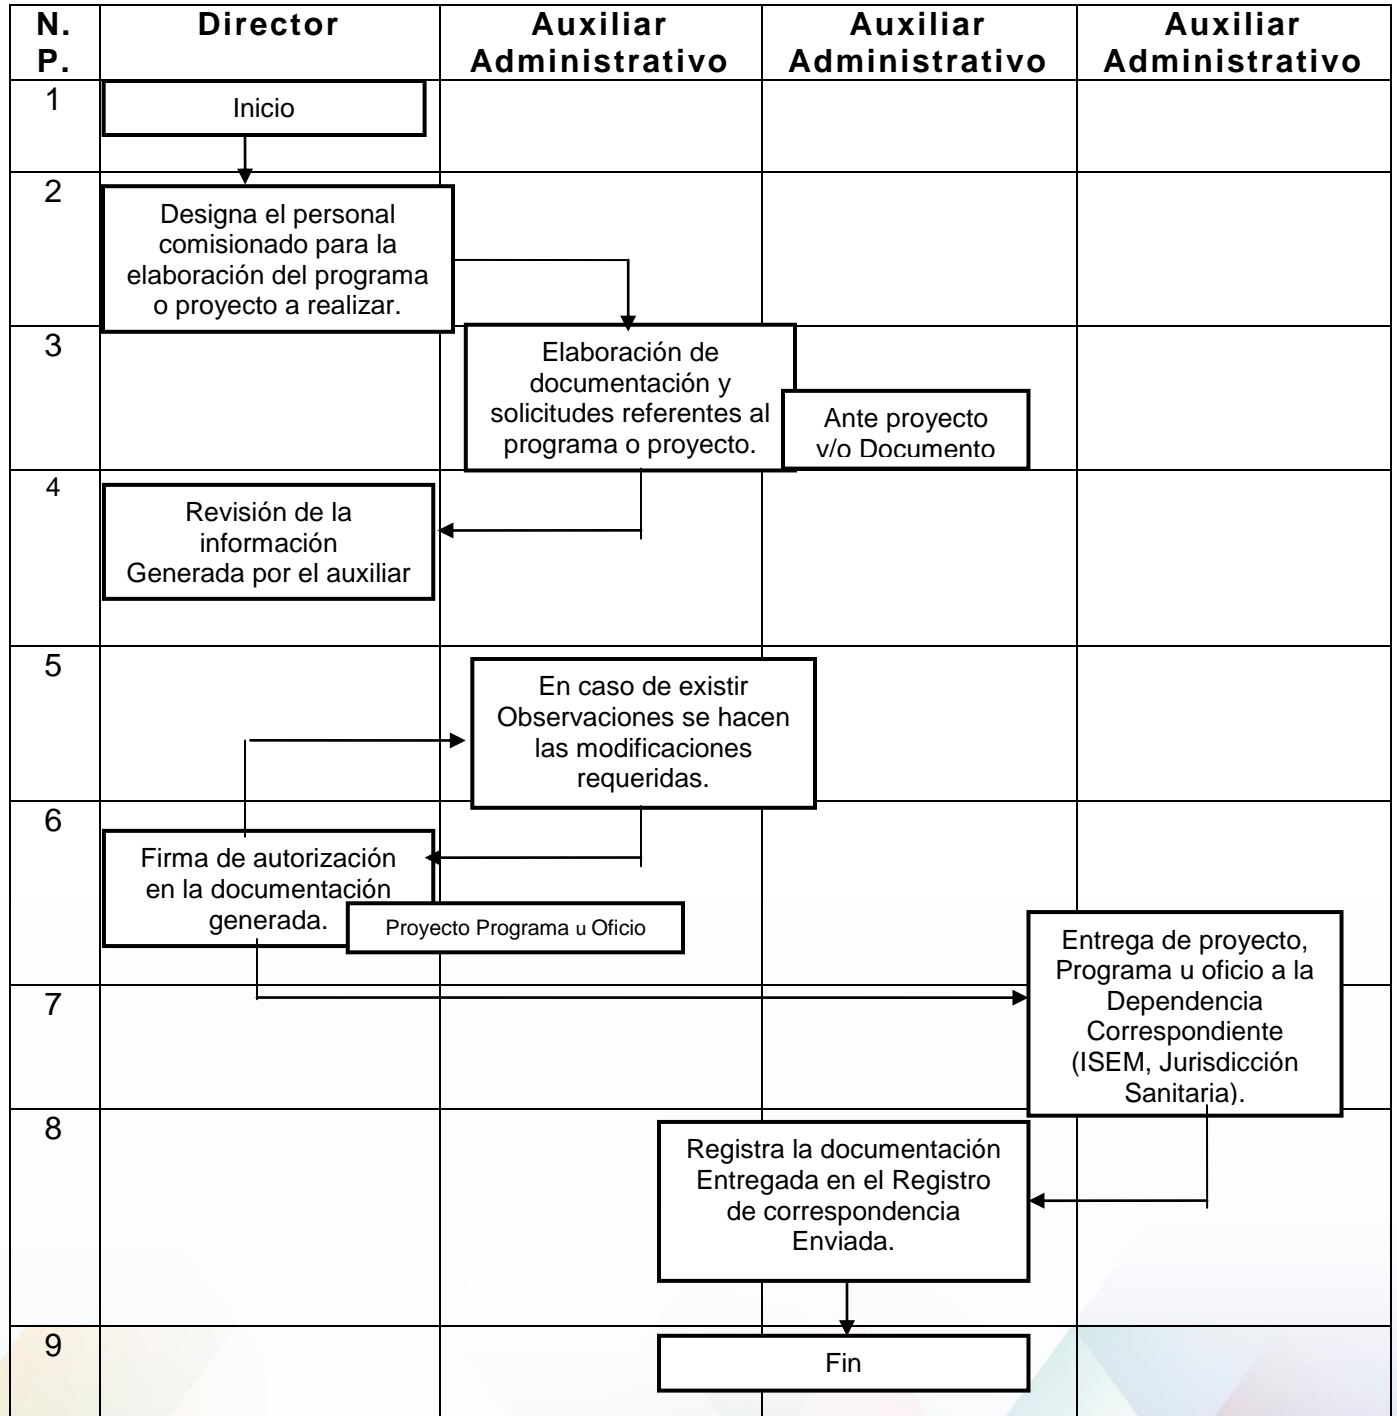 N.
P.
Director
Auxiliar
Administrativo
Auxiliar
Administrativo
Auxiliar
Administrativo
1
Inicio
2
Designa el personal
comisionado para la
elaboración del programa
o proyecto a realizar.
3
Elaboración de
documentación y
solicitudes referentes al
programa o proyecto.
Ante proyecto
y/o Documento
4
Revisión de la
información
Generada por el auxiliar
5
En caso de existir
Observaciones se hacen
las modificaciones
requeridas.
6
Firma de autorización
en la documentación
generada.
Proyecto Programa u Oficio
Entrega de proyecto,
Programa u oficio a la
Dependencia
Correspondiente
(ISEM, Jurisdicción
Sanitaria).
7
8
Registra la documentación
Entregada en el Registro
de correspondencia
Enviada.
9
Fin